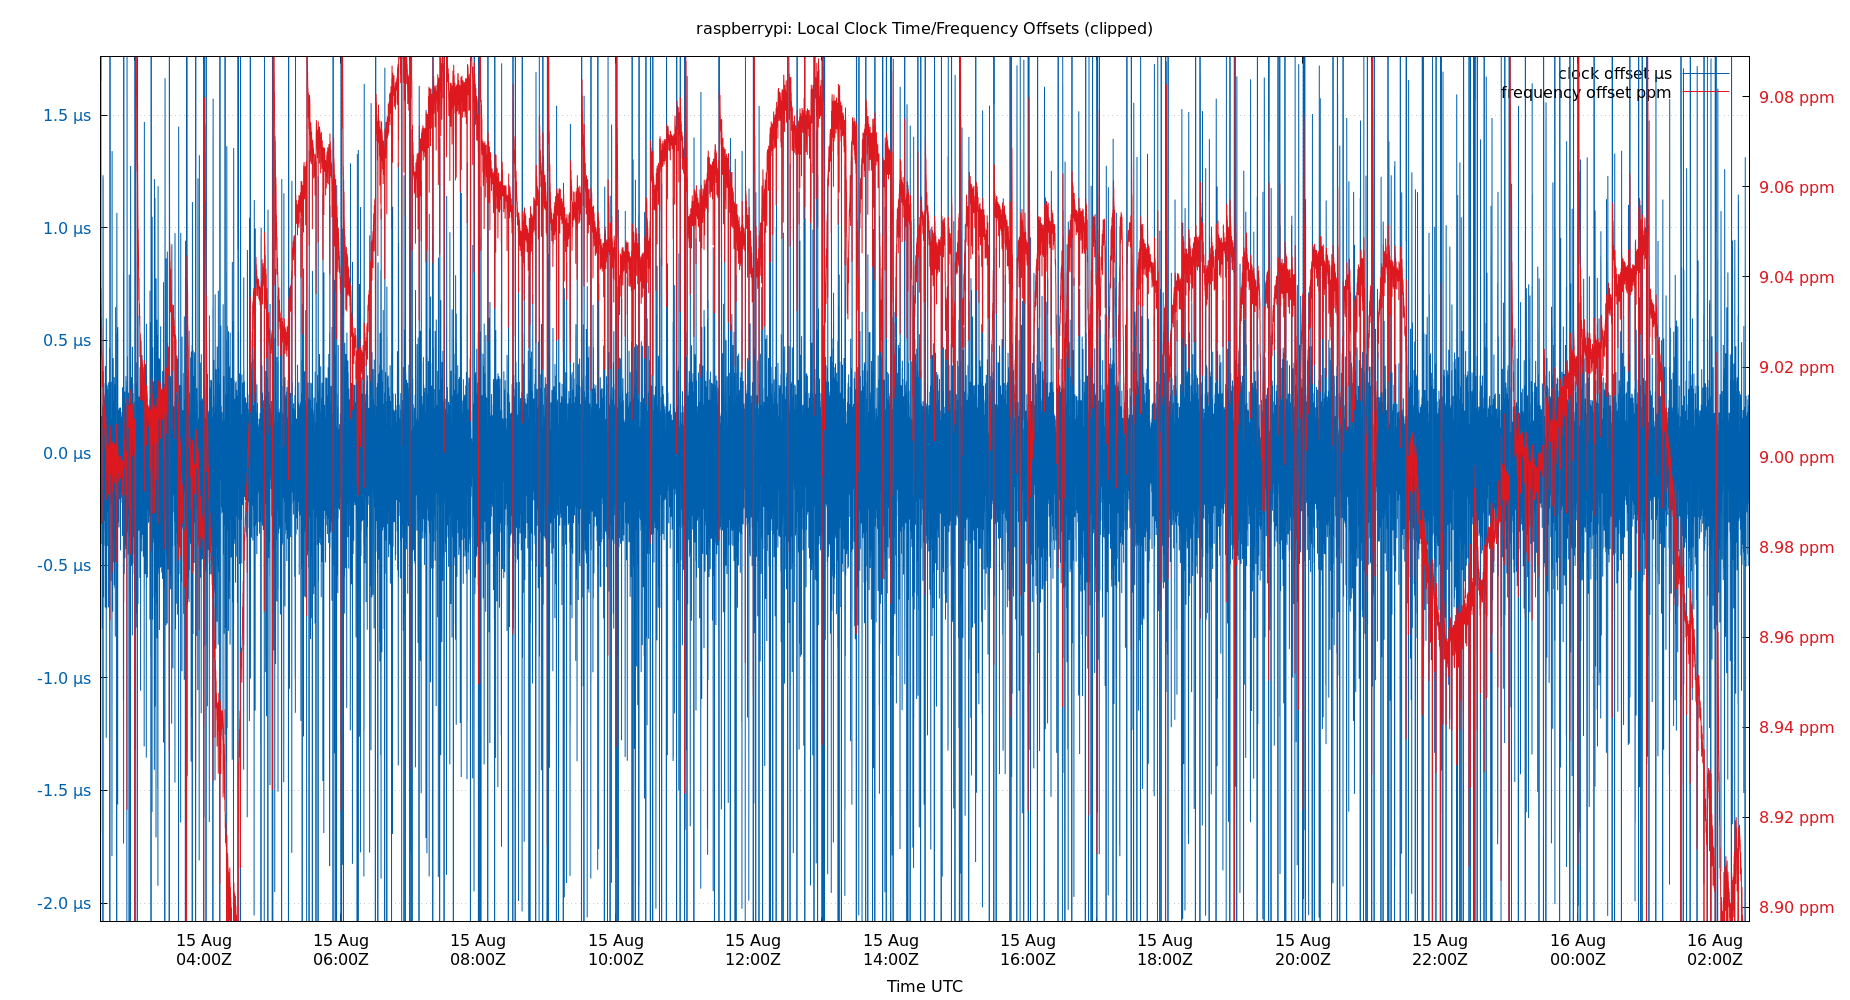 raspberrypi: Local Clock Time/Frequency Offsets (clipped)
clock offset µs
frequency offset ppm
1.5 µs
1.0 µs
0.5 µs
0.0 µs
-0.5 µs
-1.0 µs
-1.5 µs
-2.0 µs
9.08 ppm
9.06 ppm
9.04 ppm
9.02 ppm
9.00 ppm
8.98 ppm
8.96 ppm
8.94 ppm
8.92 ppm
8.90 ppm
15 Aug 15 Aug 15 Aug 15 Aug 15 Aug 15 Aug 15 Aug 15 Aug 15 Aug 15 Aug 16 Aug 16 Aug
04:00Z 06:00Z 08:00Z 10:00Z 12:00Z 14:00Z 16:00Z 18:00Z 20:00Z 22:00Z 00:00Z 02:00Z
Time UTC